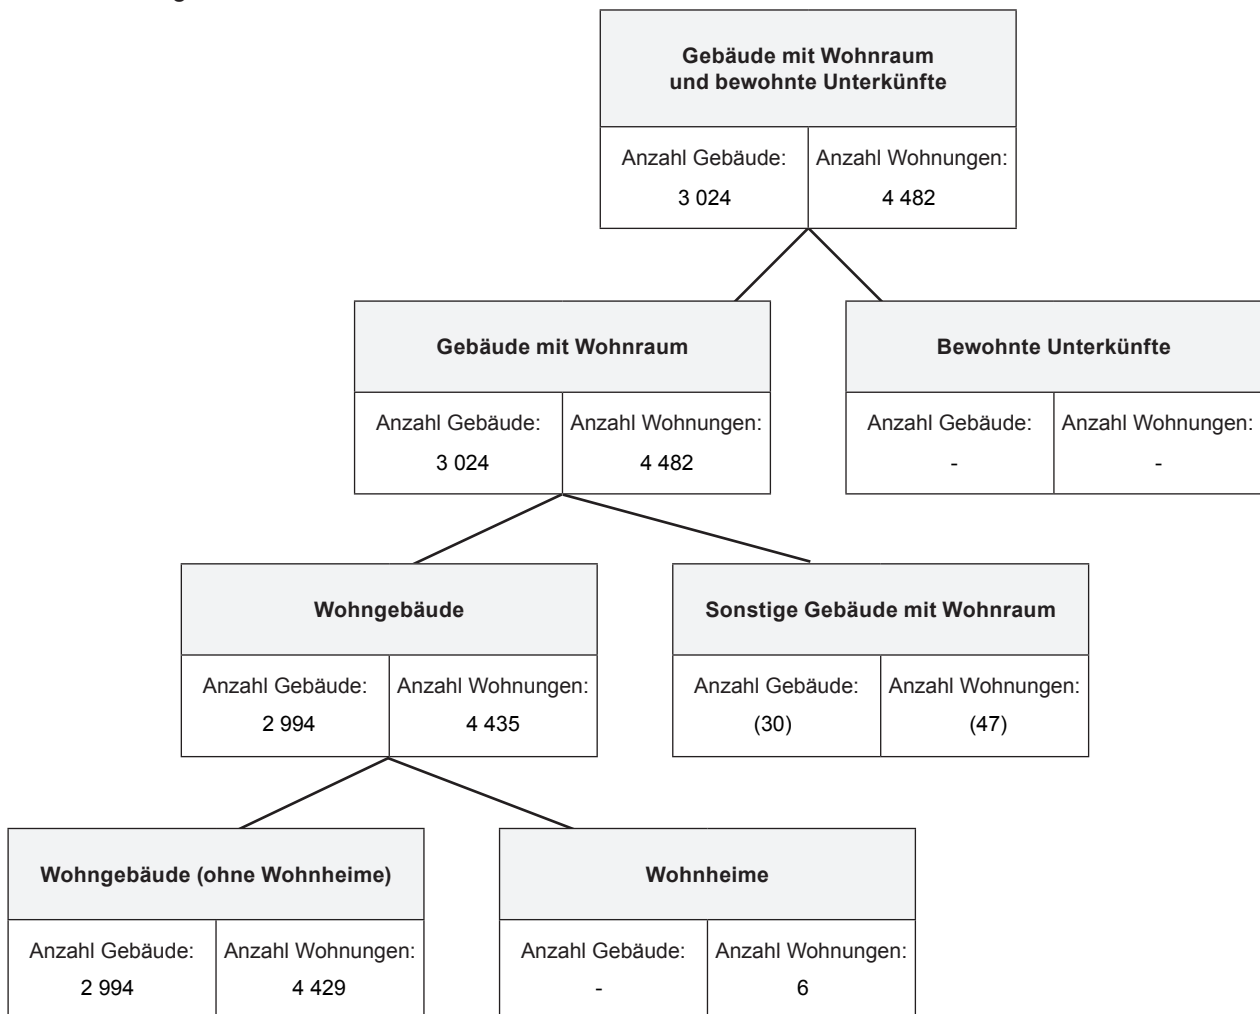 Gebäude mit Wohnraum
und bewohnte Unterkünfte
Anzahl Gebäude: Anzahl Wohnungen:
3 024 4 482
Gebäude mit Wohnraum
Anzahl Gebäude: Anzahl Wohnungen:
3 024 4 482
Bewohnte Unterkünfte
Anzahl Gebäude: Anzahl Wohnungen:
- -
Wohngebäude
Anzahl Gebäude: Anzahl Wohnungen:
2 994 4 435
Sonstige Gebäude mit Wohnraum
Anzahl Gebäude: Anzahl Wohnungen:
(30) (47)
Wohngebäude (ohne Wohnheime)
Anzahl Gebäude: Anzahl Wohnungen:
2 994 4 429
Wohnheime
Anzahl Gebäude: Anzahl Wohnungen:
- 6